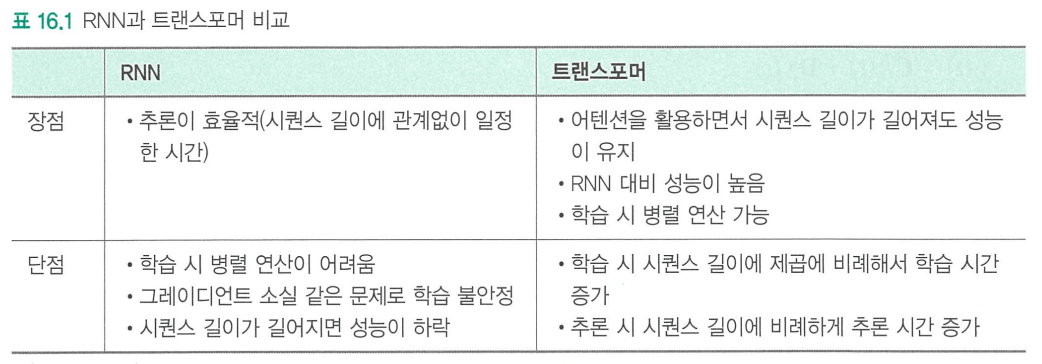 표 16.1 RNN과 트랜스포머 비교
RNN
트랜스포머
장점
• 추론이 효율적(시퀀스 길이에 관계없이 일정
한 시간)
• 어텐션을 활용하면서 시퀀스 길이가 길어져도 성능
이 유지
• RNN 대비 성능이 높음
• 학습 시 병렬 연산 가능
단점
• 학습 시 병렬 연산이 어려움
• 그레이디언트 소실 같은 문제로 학습 불안정
• 시퀀스 길이가 길어지면 성능이 하락
• 학습 시 시퀀스 길이에 제곱에 비례해서 학습 시간
증가
• 추론 시 시퀀스 길이에 비례하게 추론 시간 증가